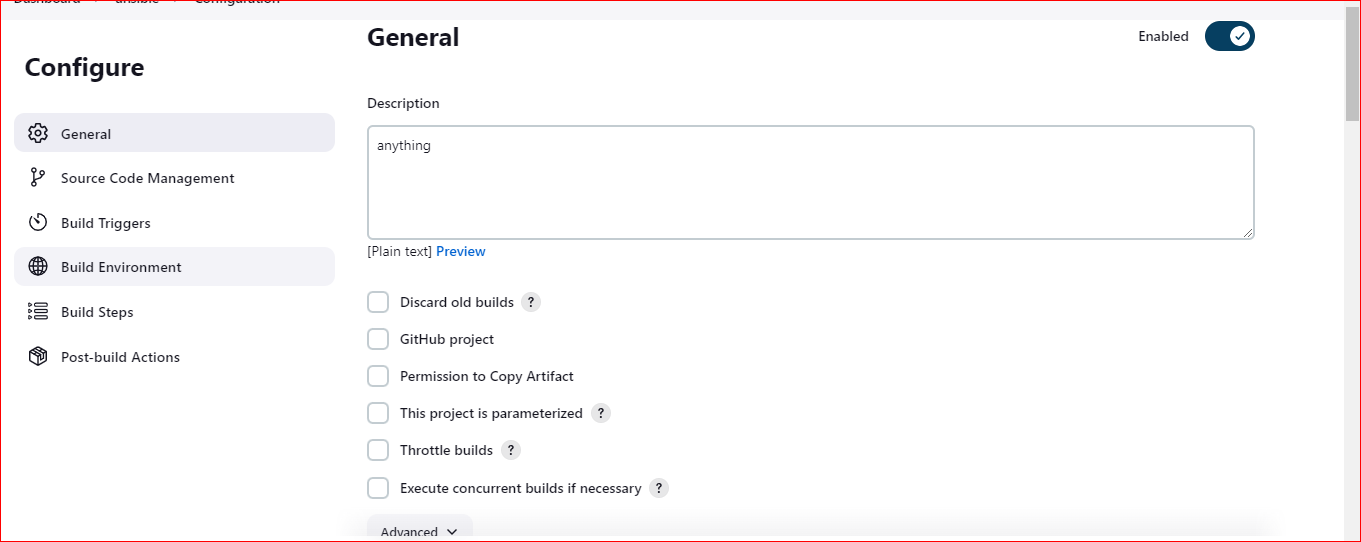 Dashboard ansible Configuration
Configure
General
Source Code Management
Build Triggers
Build Environment
Build Steps
Post-build Actions
General
Enabled
Description
anything
[Plain text] Preview
Discard old builds ?
GitHub project
Permission to Copy Artifact
This project is parameterized ?
Throttle builds ?
Execute concurrent builds if necessary ?
Advanced